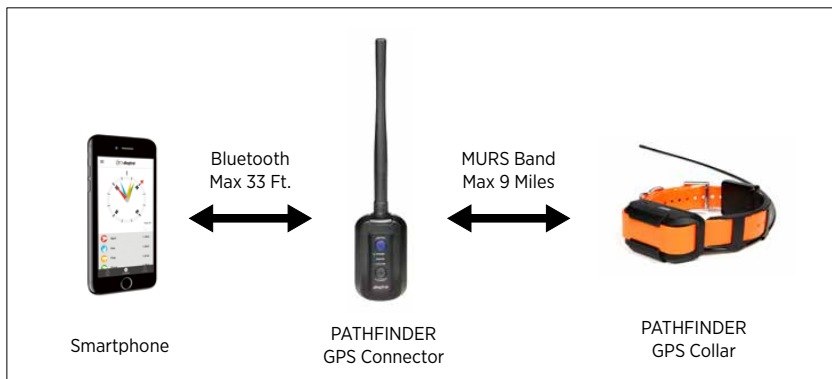 Bluetooth
Max 33 Ft.
MURS Band
Max 9 Miles
Smartphone
PATHFINDER
GPS Connector
PATHFINDER
GPS Collar